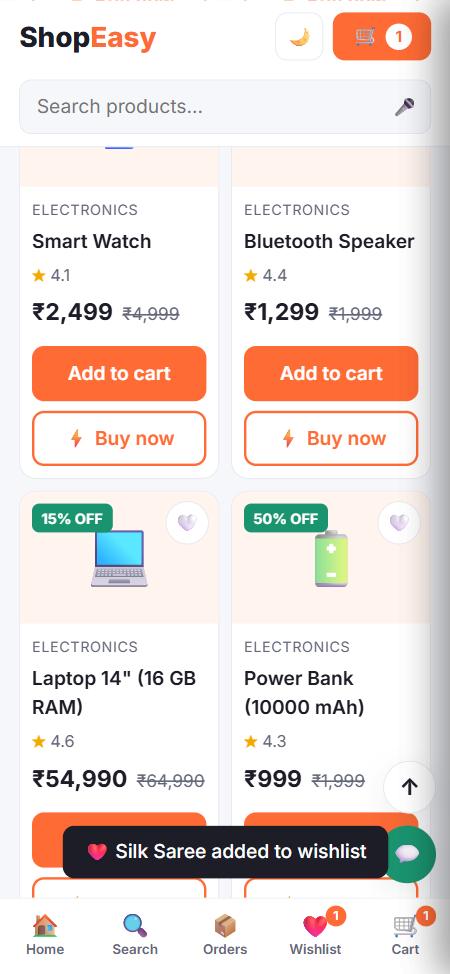 ShopEasy
1
Search products...
ELECTRONICS
Smart Watch
4.1
₹2,499 ₹4,999
Add to cart
Buy now
ELECTRONICS
Bluetooth Speaker
4.4
₹1,299 ₹1,999
Add to cart
Buy now
15% OFF
ELECTRONICS
Laptop 14" (16 GB
RAM)
4.6
₹54,990 ₹64,990
50% OFF
ELECTRONICS
Power Bank
(10000 mAh)
4.3
₹999 ₹1,999
Silk Saree added to wishlist
Home
Search
Orders
1
Wishlist
1
Cart